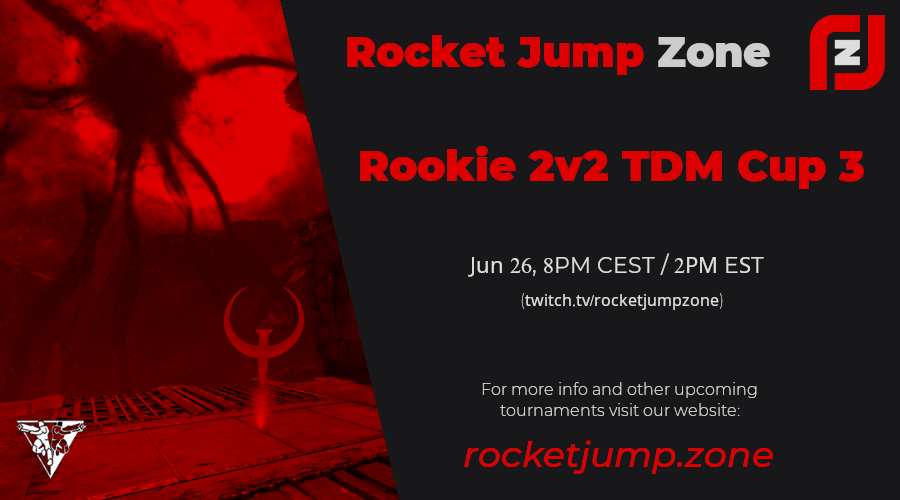 Rocket Jump Zone
z
Rookie 2v2 TDM Cup 3
Jun 26, 8PM CEST / 2PM EST
(twitch.tv/rocketjumpzone)
For more info and other upcoming
tournaments visit our website:
rocketjump.zone